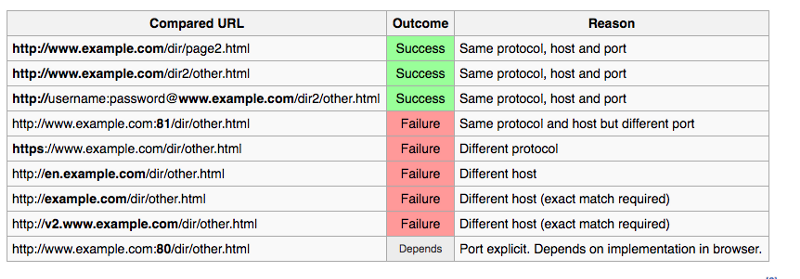 Compared URL Outcome Reason
http://www.example.com/dir/page2.html Success Same protocol, host and port
http://www.example.com/dir2/other.html Success Same protocol, host and port
http://username:password@www.example.com/dir2/other.html Success Same protocol, host and port
http://www.example.com:81/dir/other.html Failure Same protocol and host but different port
https://www.example.com/dir/other.html Failure Different protocol
http://en.example.com/dir/other.html Failure Different host
http://example.com/dir/other.html Failure Different host (exact match required)
http://v2.www.example.com/dir/other.html Failure Different host (exact match required)
http://www.example.com:80/dir/other.html Depends Port explicit. Depends on implementation in browser.